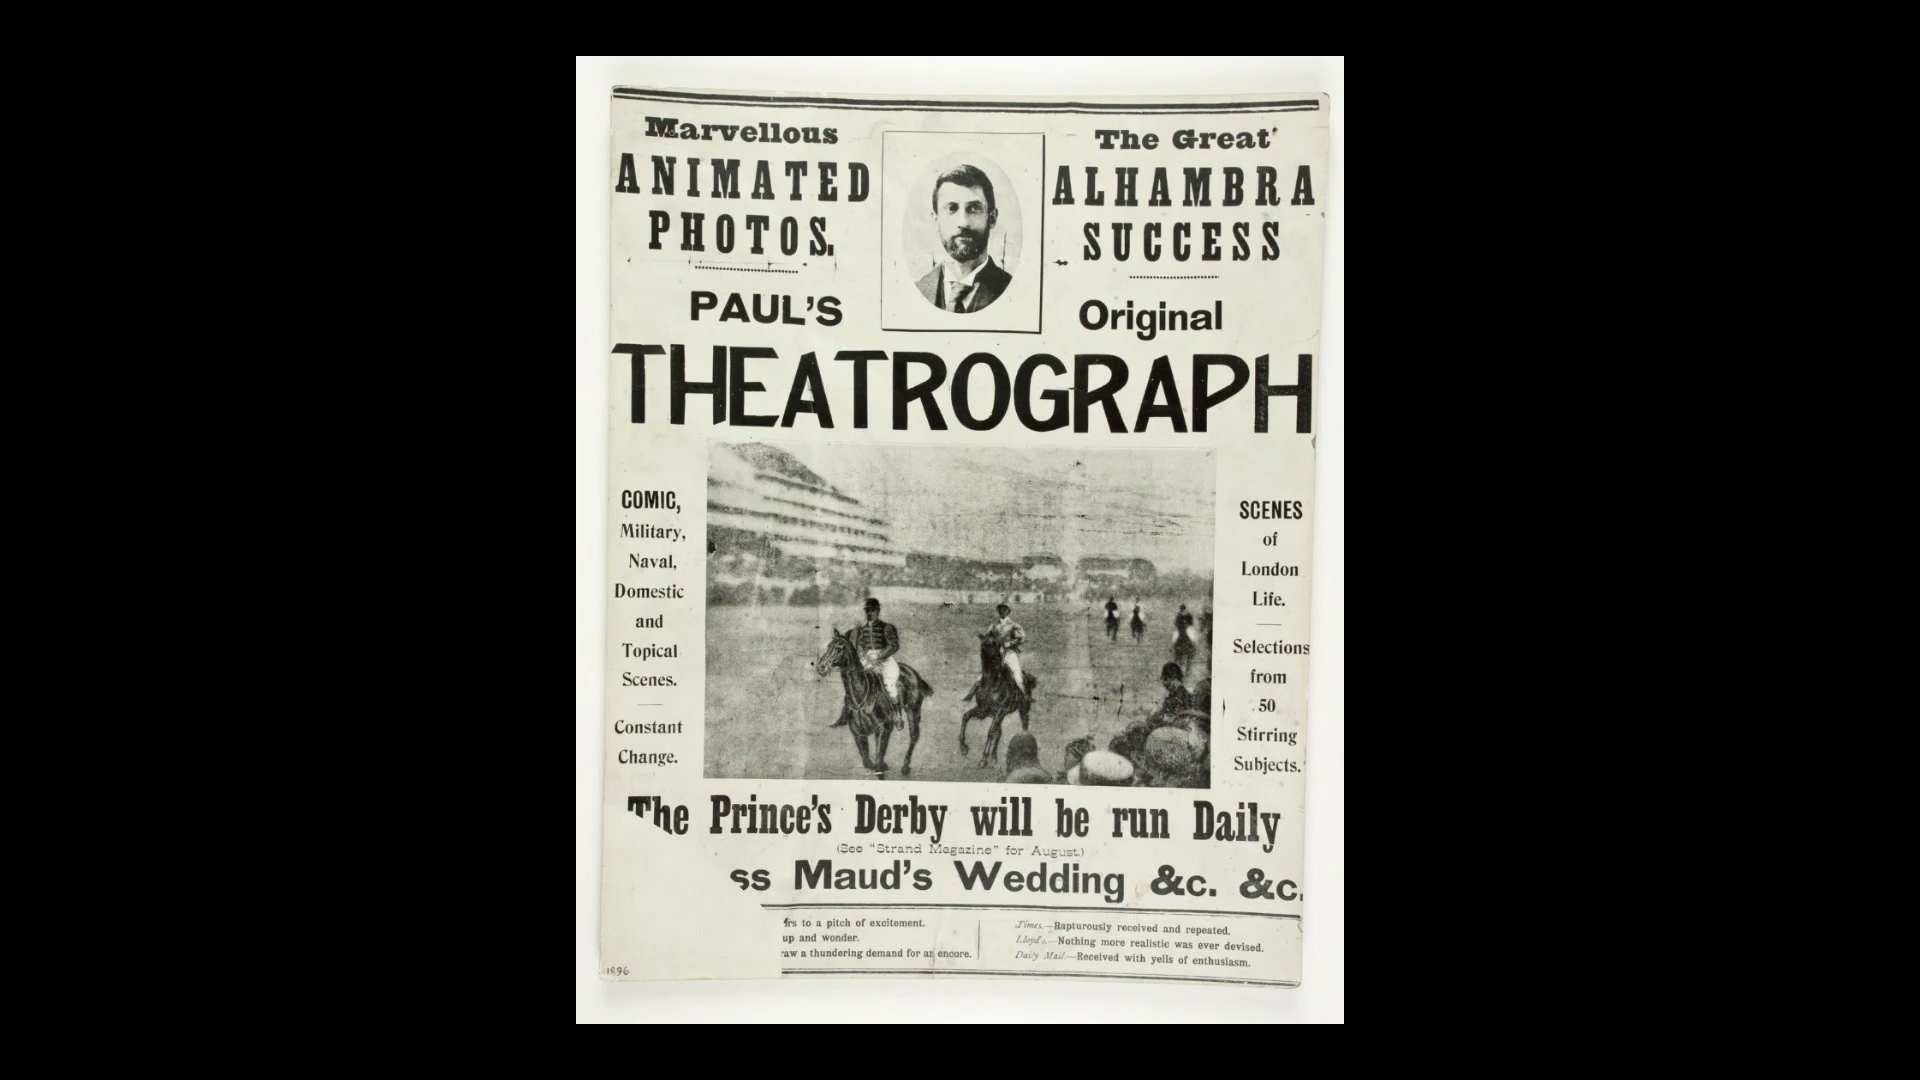 Marvellous
ANIMATED
PHOTOS.
PAUL'S
The Great
ALHAMBRA
SUCCESS
Original
THEATROGRAPH
COMIC,
Military,
Naval,
Domestic
and
Topical
Scenes.
Constant
Change.
SCENES
of
London
Life.
Selections
from
50
Stirring
Subjects.
The Prince's Derby will be run Daily
(See "Strand Magazine" for August.)
ss Maud's Wedding &c. &c.
rs to a pitch of excitement.
up and wonder.
raw a thundering demand for an encore.
Times.—Rapturously received and repeated.
Lloyd's.—Nothing more realistic was ever devised.
Daily Mail.—Received with yells of enthusiasm.
1896